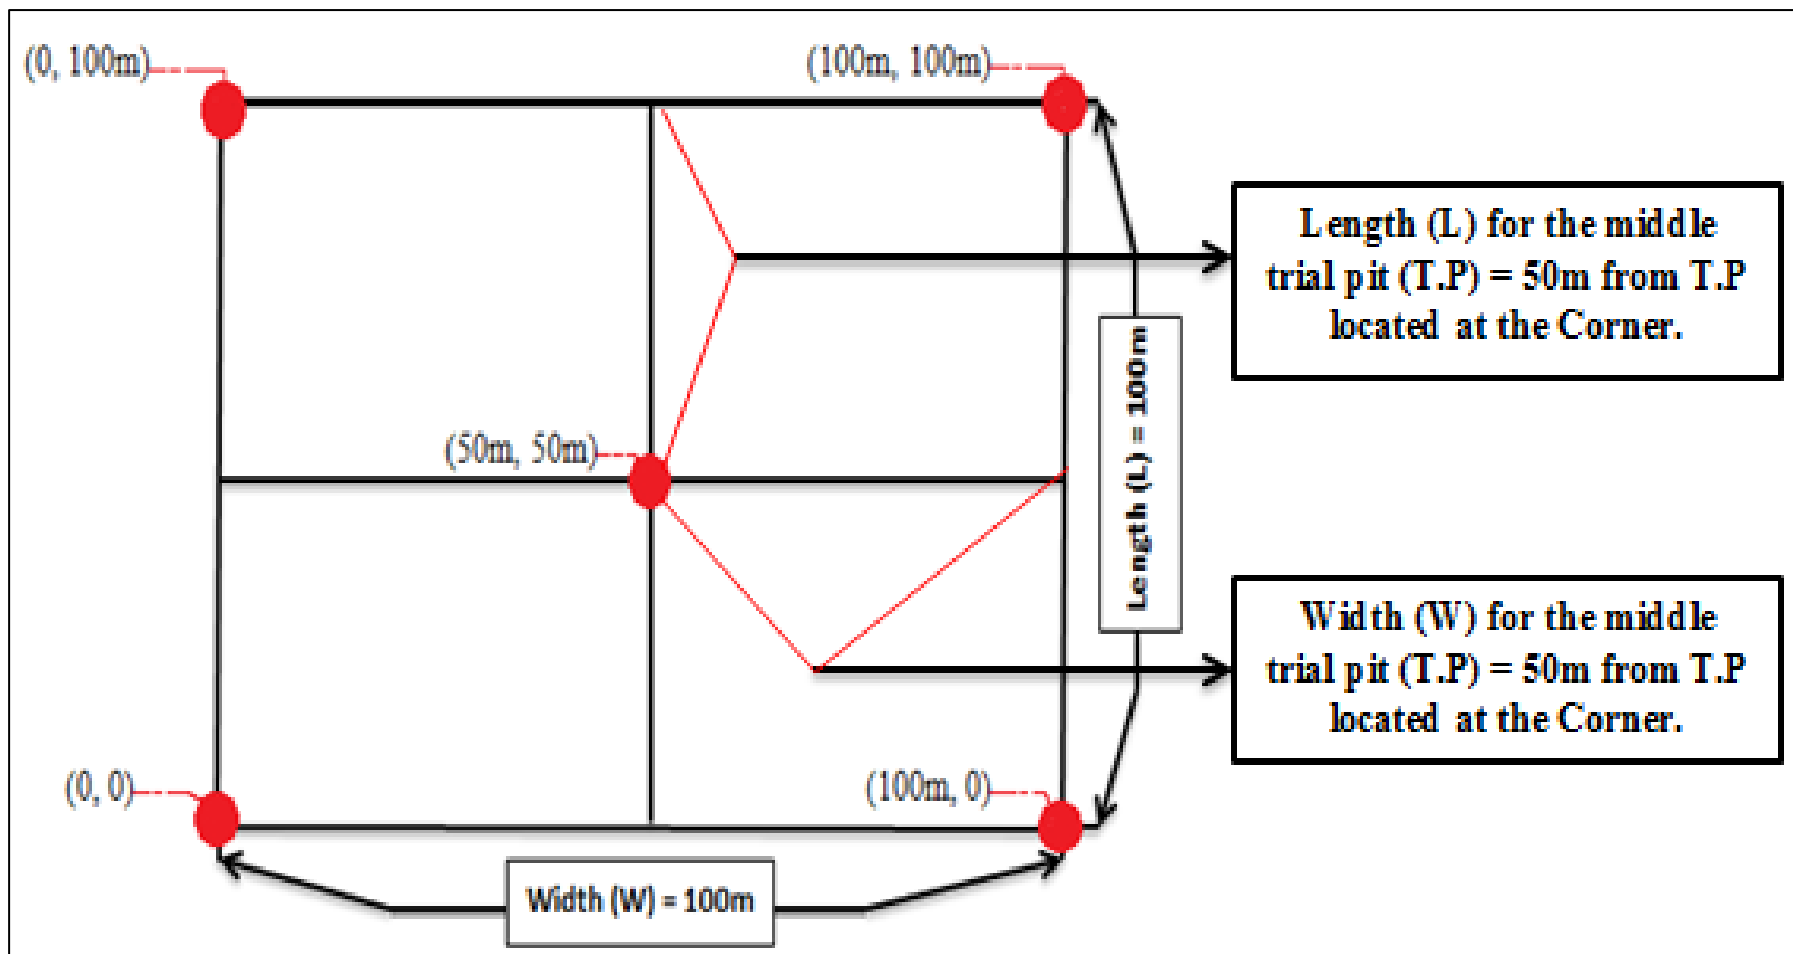 (0, 100m)
(100m, 100m)
Length (L) for the middle
trial pit (T.P) = 50m from T.P
located at the Corner.
Length (L) = 100m
(50m, 50m)
Width (W) for the middle
trial pit (T.P) = 50m from T.P
located at the Corner.
(0, 0)
(100m, 0)
Width (W) = 100m